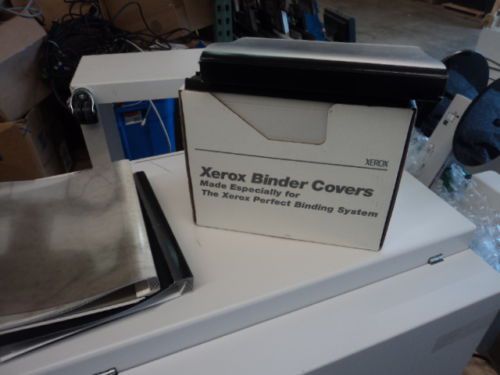 XEROX
Xerox Binder Covers
Made Especially for
The Xerox Perfect Binding System